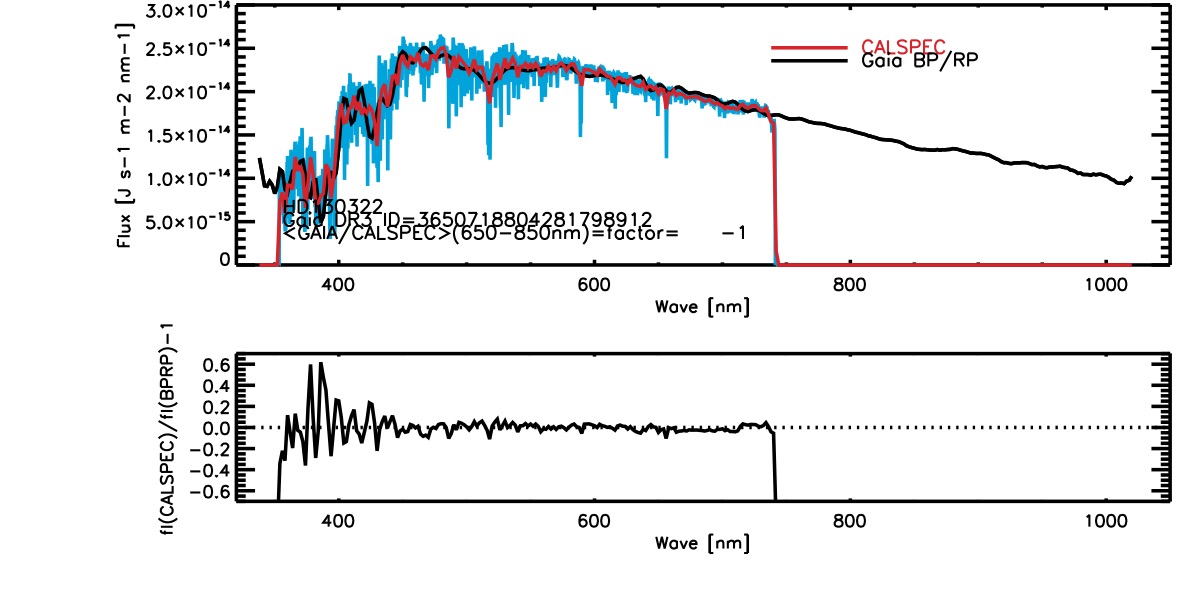 3.0×10⁻¹⁴
2.5×10⁻¹⁴
2.0×10⁻¹⁴
1.5×10⁻¹⁴
1.0×10⁻¹⁴
5.0×10⁻¹⁵
0
Flux [J s−1 m−2 nm−1]
CALSPEC
Gaia BP/RP
HD130322
Gaia DR3 ID=3650718804281798912
<GAIA/CALSPEC>(650−850nm)=factor= −1
400 600 800 1000
Wave [nm]
fl(CALSPEC)/fl(BPRP)−1
0.6
0.4
0.2
0.0
−0.2
−0.4
−0.6
400 600 800 1000
Wave [nm]